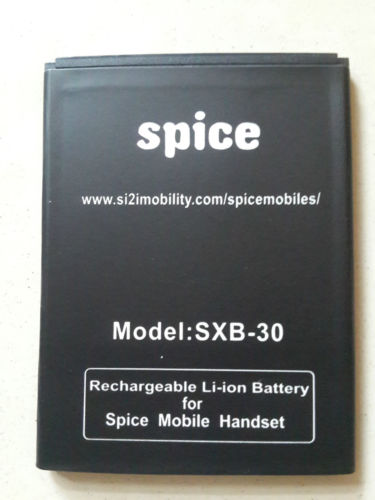 spice
www.si2imobility.com/spicemobiles/
Model:SXB-30
Rechargeable Li-ion Battery
for
Spice Mobile Handset